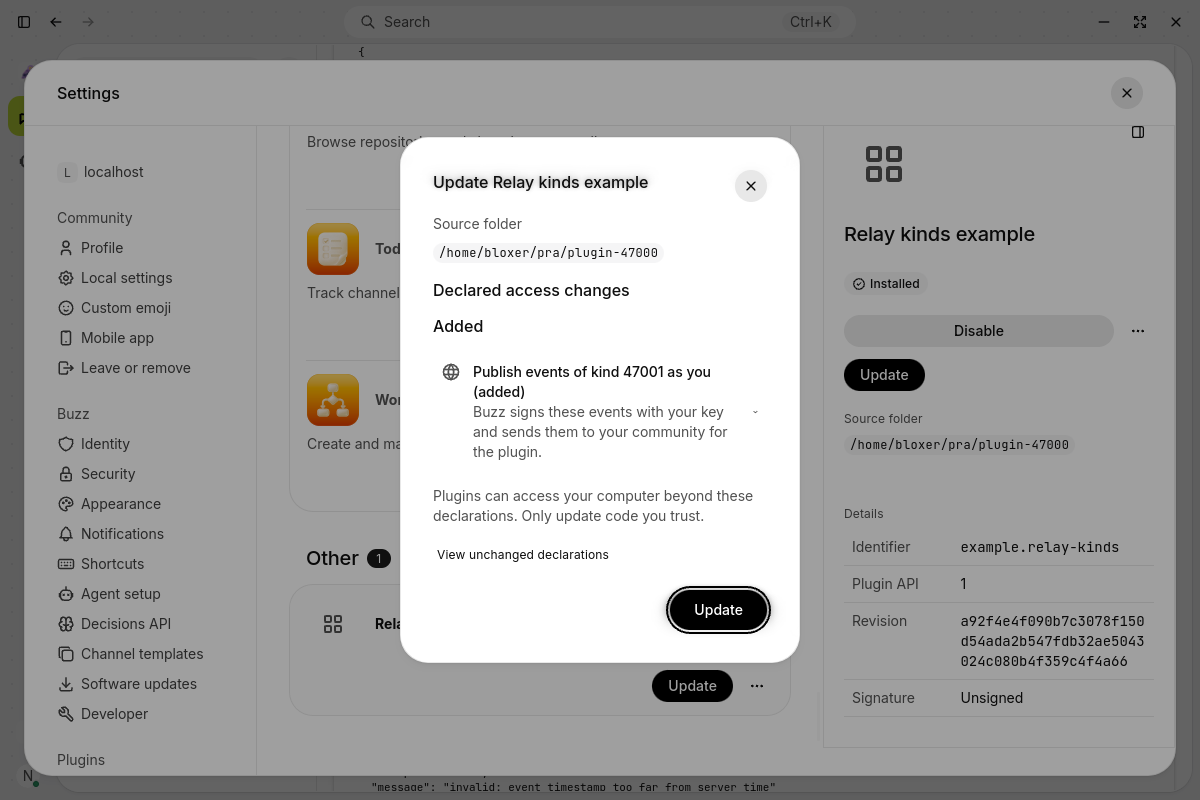 Search
Ctrl+K
{
Settings
L
localhost
Community
Profile
Local settings
Custom emoji
Mobile app
Leave or remove
Buzz
Identity
Security
Appearance
Notifications
Shortcuts
Agent setup
Decisions API
Channel templates
Software updates
Developer
Plugins
N
Track channel
Create and ma
Other
1
Update
Update Relay kinds example
Source folder
/home/bloxer/pra/plugin-47000
Declared access changes
Added
Publish events of kind 47001 as you
(added)
Buzz signs these events with your key
and sends them to your community for
the plugin.
Plugins can access your computer beyond these
declarations. Only update code you trust.
View unchanged declarations
Update
Relay kinds example
Installed
Disable
Update
Source folder
/home/bloxer/pra/plugin-47000
Details
Identifier
example.relay-kinds
Plugin API
1
Revision
a92f4e4f090b7c3078f150
d54ada2b547fdb32ae5043
024c080b4f359c4f4a66
Signature
Unsigned
"message": "invalid: event timestamp too far from server time"